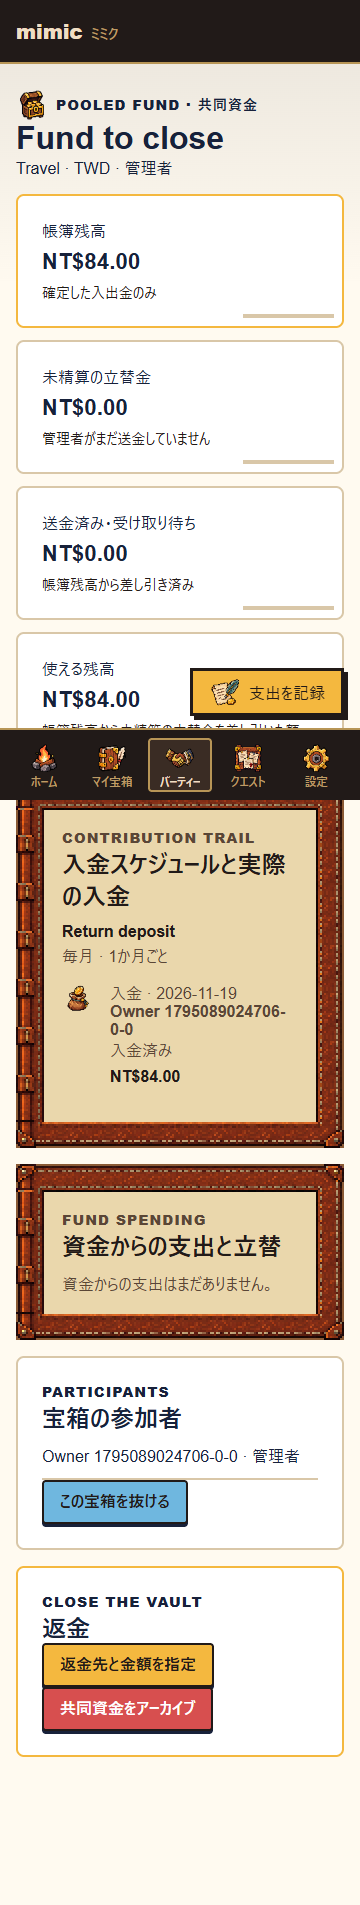 mimic ミミク
POOLED FUND · 共同資金
Fund to close
Travel · TWD · 管理者
帳簿残高
NT$84.00
確定した入出金のみ
未精算の立替金
NT$0.00
管理者がまだ送金していません
送金済み・受け取り待ち
NT$0.00
帳簿残高から差し引き済み
使える残高
NT$84.00
支出を記録
ホーム
マイ宝箱
パーティー
クエスト
設定
CONTRIBUTION TRAIL
入金スケジュールと実際
の入金
Return deposit
毎月 · 1か月ごと
入金 · 2026-11-19
Owner 1795089024706-
0-0
入金済み
NT$84.00
FUND SPENDING
資金からの支出と立替
資金からの支出はまだありません。
PARTICIPANTS
宝箱の参加者
Owner 1795089024706-0-0 · 管理者
この宝箱を抜ける
CLOSE THE VAULT
返金
返金先と金額を指定
共同資金をアーカイブ